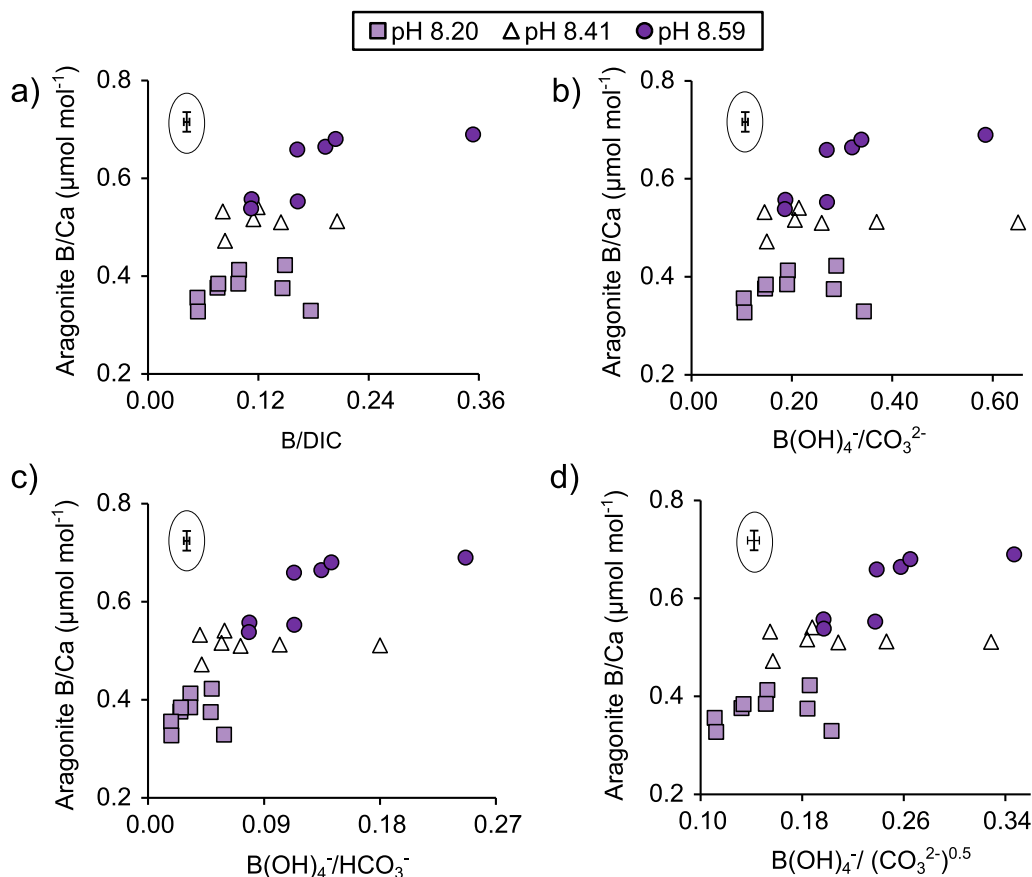 pH 8.20 pH 8.41 pH 8.59
a)
Aragonite B/Ca (µmol mol⁻¹)
0.8
0.6
0.4
0.2
0.00 0.12 0.24 0.36
B/DIC
b)
Aragonite B/Ca (µmol mol⁻¹)
0.8
0.6
0.4
0.2
0.00 0.20 0.40 0.60
B(OH)₄⁻/CO₃²⁻
c)
Aragonite B/Ca (µmol mol⁻¹)
0.8
0.6
0.4
0.2
0.00 0.09 0.18 0.27
B(OH)₄⁻/HCO₃⁻
d)
Aragonite B/Ca (µmol mol⁻¹)
0.8
0.6
0.4
0.2
0.10 0.18 0.26 0.34
B(OH)₄⁻/ (CO₃²⁻)⁰·⁵